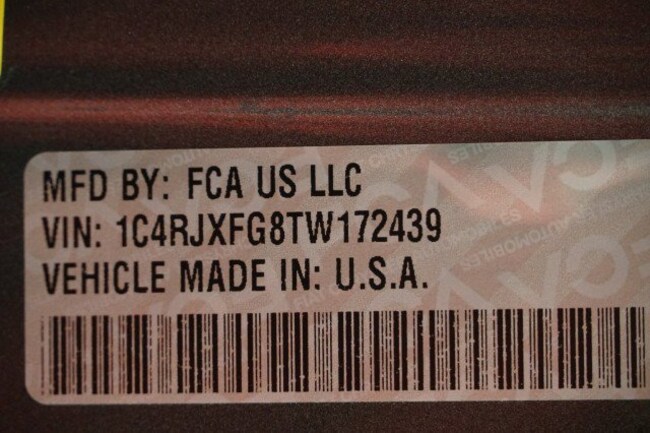 MFD BY: FCA US LLC
VIN: 1C4RJXFG8TW172439
VEHICLE MADE IN: U.S.A.